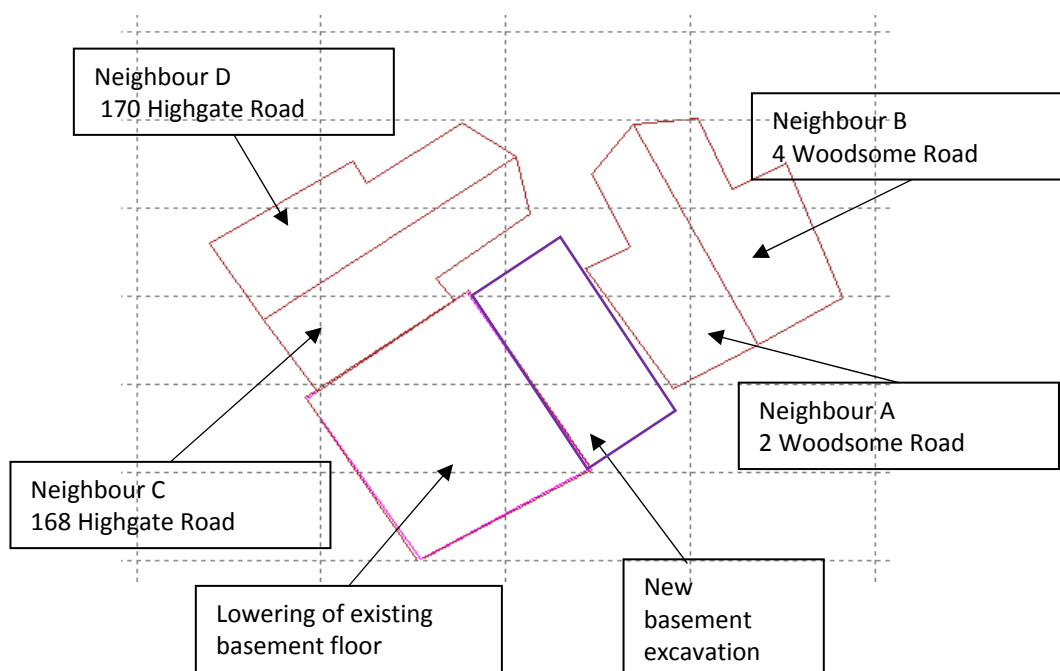 Neighbour D
170 Highgate Road
Neighbour B
4 Woodsome Road
Neighbour A
2 Woodsome Road
Neighbour C
168 Highgate Road
Lowering of existing
basement floor
New
basement
excavation